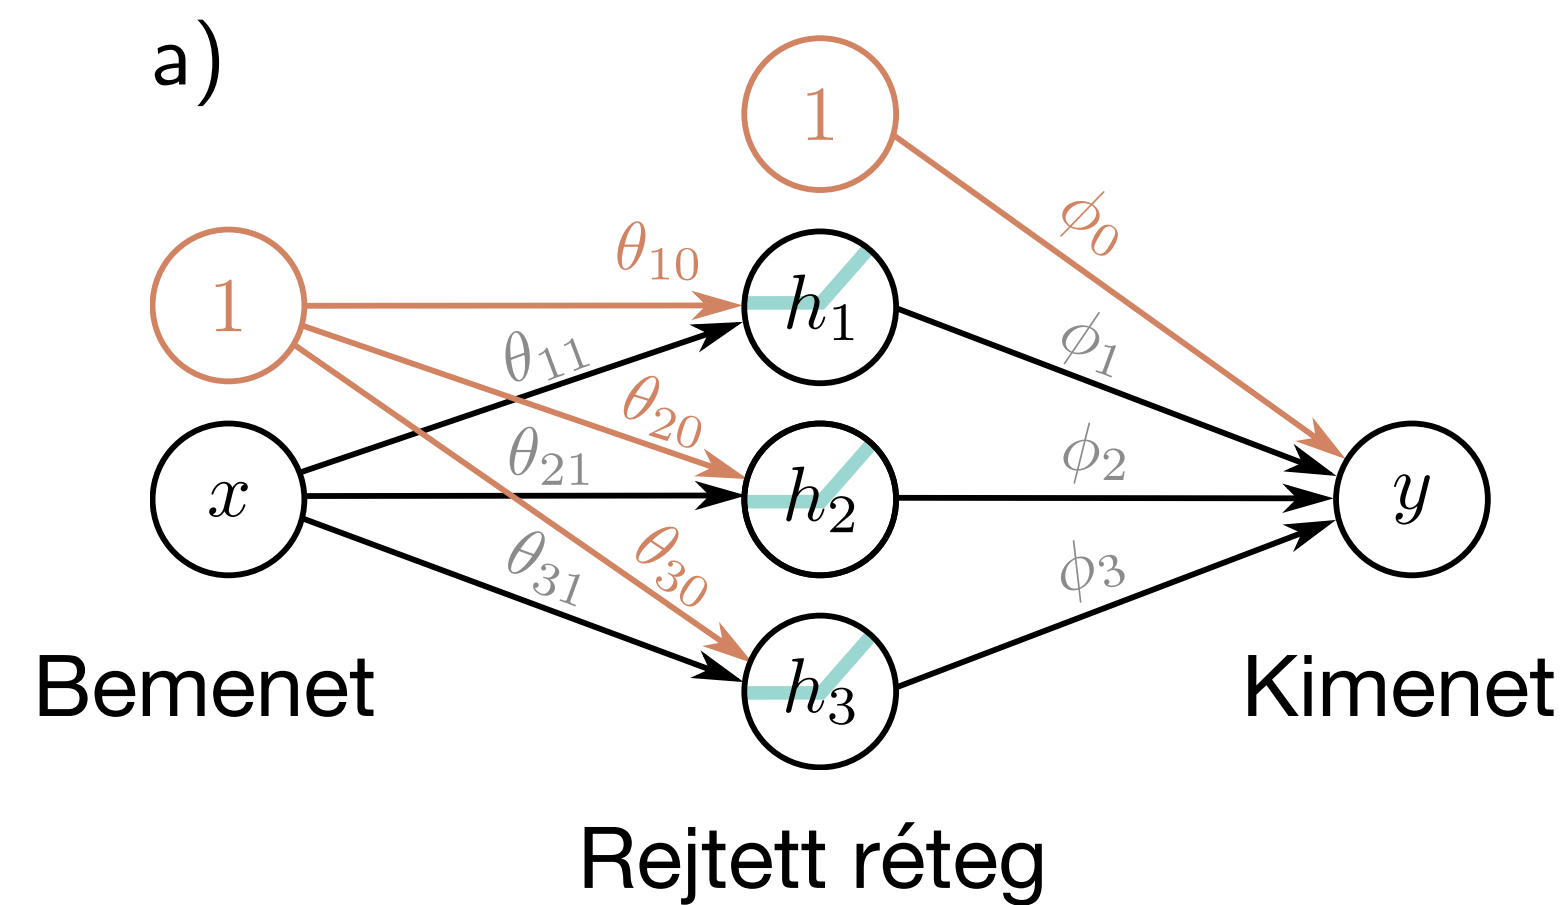 a)
1
ϕ₀
θ₁₀
1
h₁
θ₁₁
ϕ₁
θ₂₀
θ₂₁
ϕ₂
x
h₂
y
θ₃₁
θ₃₀
ϕ₃
h₃
Bemenet
Kimenet
Rejtett réteg